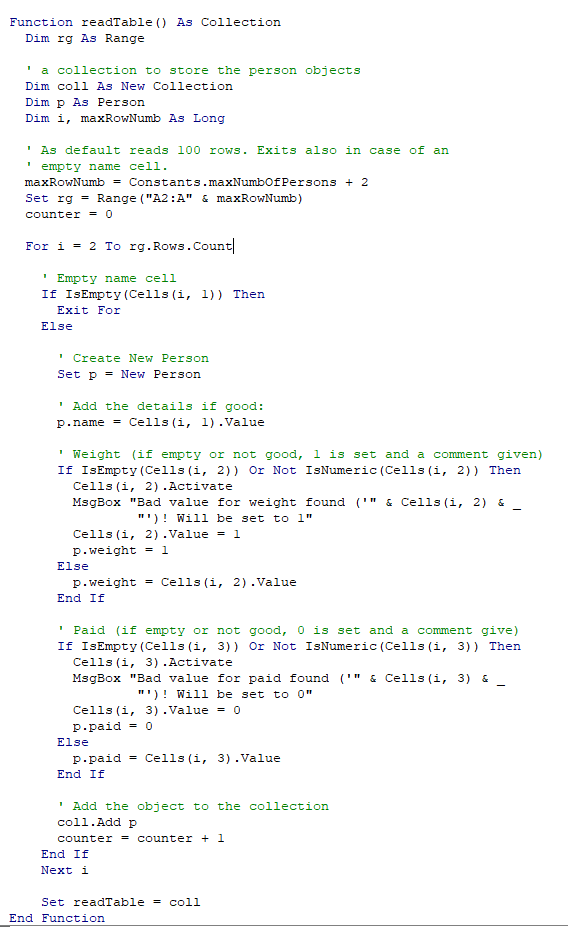 Function readTable() As Collection
  Dim rg As Range

  ' a collection to store the person objects
  Dim coll As New Collection
  Dim p As Person
  Dim i, maxRowNumb As Long

  ' As default reads 100 rows. Exits also in case of an
  ' empty name cell.
  maxRowNumb = Constants.maxNumbOfPersons + 2
  Set rg = Range("A2:A" & maxRowNumb)
  counter = 0

  For i = 2 To rg.Rows.Count

    ' Empty name cell
    If IsEmpty(Cells(i, 1)) Then
      Exit For
    Else

      ' Create New Person
      Set p = New Person

      ' Add the details if good:
      p.name = Cells(i, 1).Value

      ' Weight (if empty or not good, 1 is set and a comment given)
      If IsEmpty(Cells(i, 2)) Or Not IsNumeric(Cells(i, 2)) Then
        Cells(i, 2).Activate
        MsgBox "Bad value for weight found ('" & Cells(i, 2) & _
                "')! Will be set to 1"
        Cells(i, 2).Value = 1
        p.weight = 1
      Else
        p.weight = Cells(i, 2).Value
      End If

      ' Paid (if empty or not good, 0 is set and a comment give)
      If IsEmpty(Cells(i, 3)) Or Not IsNumeric(Cells(i, 3)) Then
        Cells(i, 3).Activate
        MsgBox "Bad value for paid found ('" & Cells(i, 3) & _
                "')! Will be set to 0"
        Cells(i, 3).Value = 0
        p.paid = 0
      Else
        p.paid = Cells(i, 3).Value
      End If

      ' Add the object to the collection
      coll.Add p
      counter = counter + 1
    End If
    Next i

    Set readTable = coll
End Function